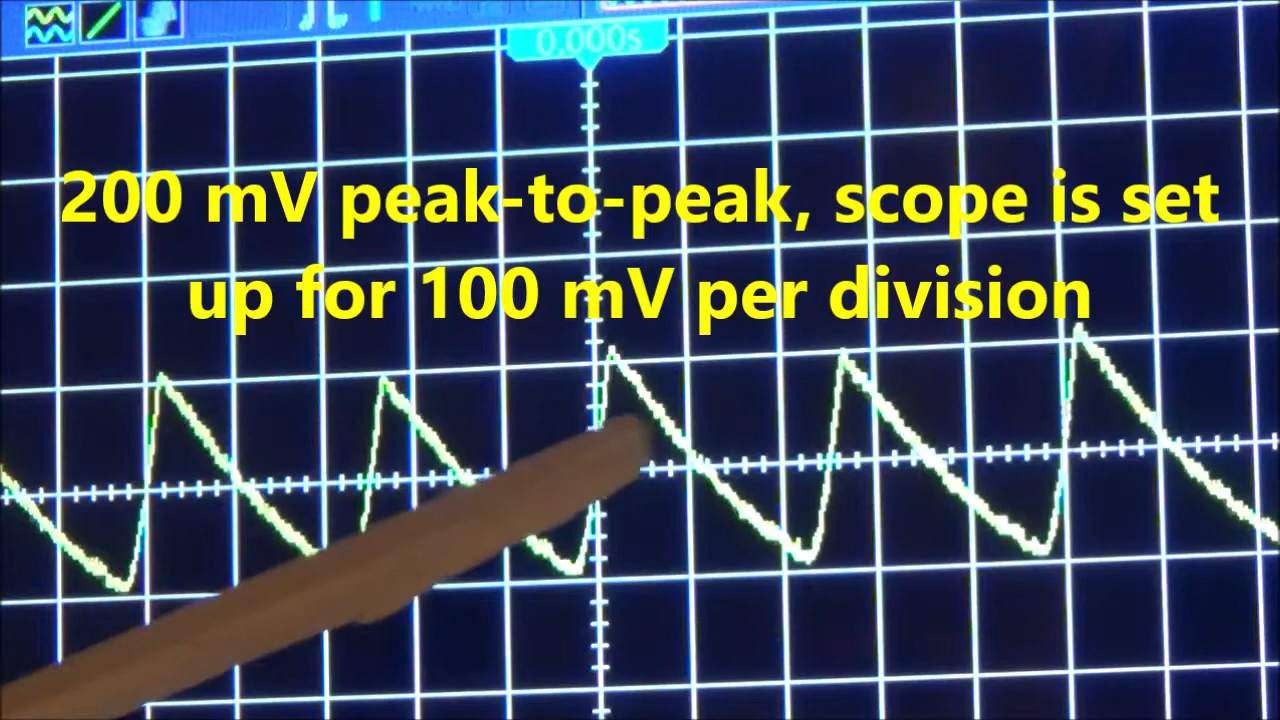 0.000s
200 mV peak-to-peak, scope is set
up for 100 mV per division